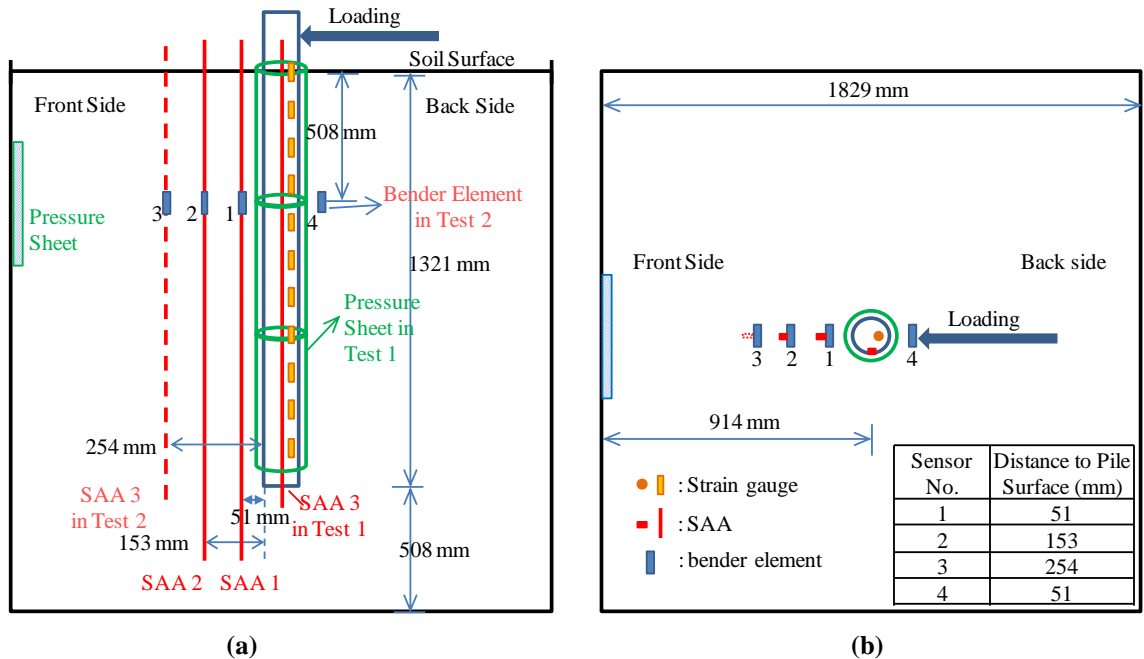 Loading
Soil Surface
Front Side
Back Side
508 mm
3
2
1
4
Bender Element
in Test 2
Pressure
Sheet
1321 mm
Pressure
Sheet in
Test 1
254 mm
SAA 3
in Test 2
51 mm
SAA 3
in Test 1
153 mm
508 mm
SAA 2
SAA 1
(a)
1829 mm
Front Side
Back side
Loading
3
2
1
4
914 mm
: Strain gauge
: SAA
: bender element
Sensor Distance to Pile
No. Surface (mm)
1 51
2 153
3 254
4 51
(b)